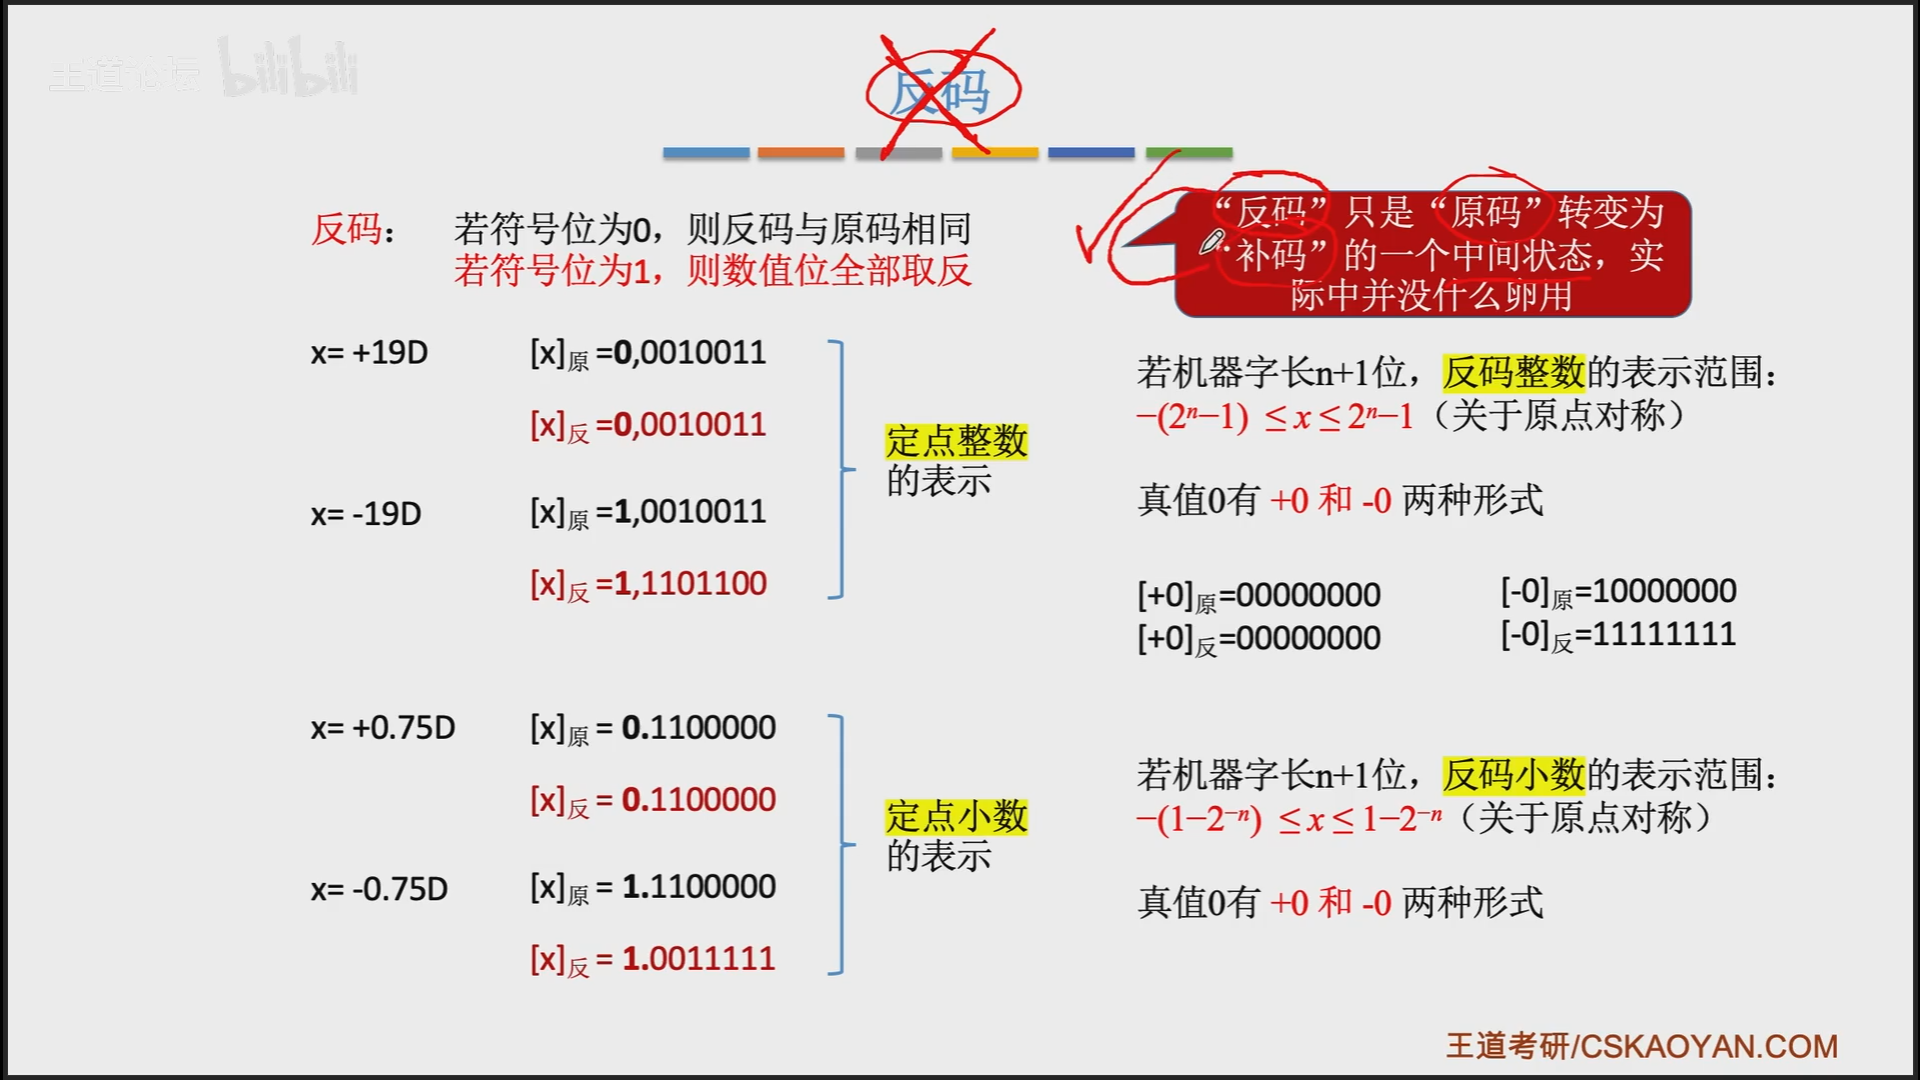 王道论坛 bilibili
反码
反码： 若符号位为0，则反码与原码相同
若符号位为1，则数值位全部取反
“反码”只是“原码”转变为
“补码”的一个中间状态，实
际中并没什么卵用
x= +19D [x]原 =0,0010011
[x]反 =0,0010011
x= -19D [x]原 =1,0010011
[x]反 =1,1101100
定点整数
的表示
若机器字长n+1位，反码整数的表示范围：
−(2ⁿ−1) ≤ x ≤ 2ⁿ−1（关于原点对称）
真值0有 +0 和 -0 两种形式
[+0]原=00000000 [-0]原=10000000
[+0]反=00000000 [-0]反=11111111
x= +0.75D [x]原 = 0.1100000
[x]反 = 0.1100000
x= -0.75D [x]原 = 1.1100000
[x]反 = 1.0011111
定点小数
的表示
若机器字长n+1位，反码小数的表示范围：
−(1−2⁻ⁿ) ≤ x ≤ 1−2⁻ⁿ（关于原点对称）
真值0有 +0 和 -0 两种形式
王道考研/CSKAOYAN.COM